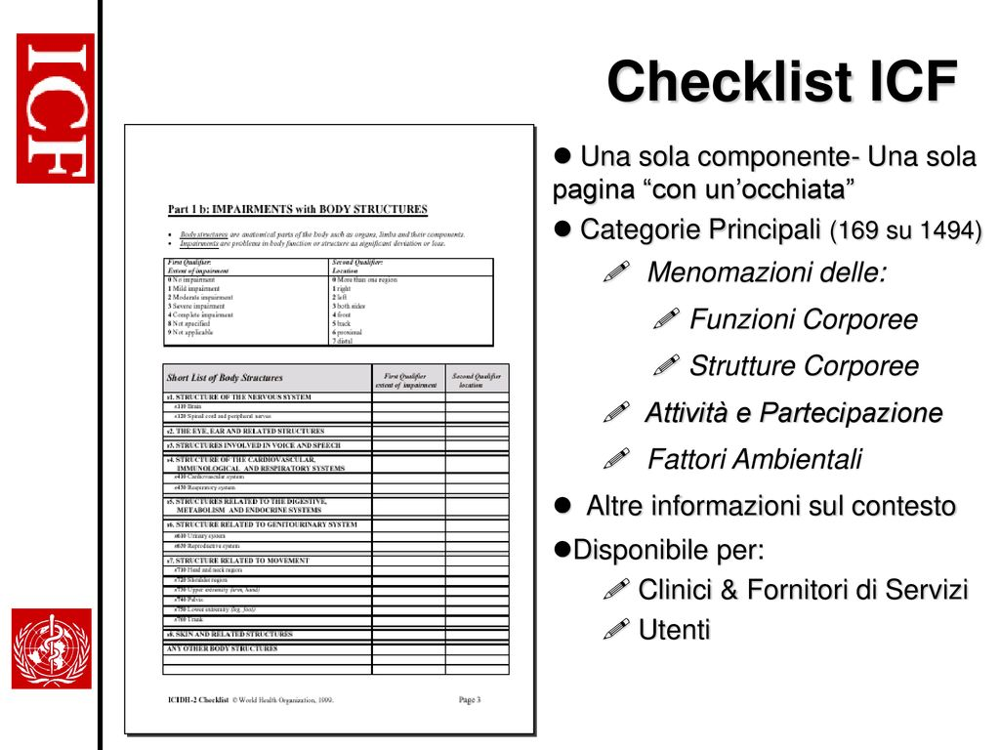 ICF
Checklist ICF
Part 1 b: IMPAIRMENTS with BODY STRUCTURES
• Body structures are anatomical parts of the body such as organs, limbs and their components.
• Impairments are problems in body function or structure as significant deviation or loss.
First Qualifier:
Extent of impairment
0 No impairment
1 Mild impairment
2 Moderate impairment
3 Severe impairment
4 Complete impairment
8 Not specified
9 Not applicable
Second Qualifier:
Location
0 More than one region
1 right
2 left
3 both sides
4 front
5 back
6 proximal
7 distal
Short List of Body Structures
First Qualifier
extent of impairment
Second Qualifier
location
s1. STRUCTURE OF THE NERVOUS SYSTEM
s110 Brain
s120 Spinal cord and peripheral nerves
s2. THE EYE, EAR AND RELATED STRUCTURES
s3. STRUCTURES INVOLVED IN VOICE AND SPEECH
s4. STRUCTURE OF THE CARDIOVASCULAR,
IMMUNOLOGICAL AND RESPIRATORY SYSTEMS
s410 Cardiovascular system
s430 Respiratory system
s5. STRUCTURES RELATED TO THE DIGESTIVE,
METABOLISM AND ENDOCRINE SYSTEMS
s6. STRUCTURE RELATED TO GENITOURINARY SYSTEM
s610 Urinary system
s630 Reproductive system
s7. STRUCTURE RELATED TO MOVEMENT
s710 Head and neck region
s720 Shoulder region
s730 Upper extremity (arm, hand)
s740 Pelvis
s750 Lower extremity (leg, foot)
s760 Trunk
s8. SKIN AND RELATED STRUCTURES
ANY OTHER BODY STRUCTURES
ICIDH-2 Checklist © World Health Organization, 1999.
Page 3
● Una sola componente- Una sola
pagina “con un’occhiata”
● Categorie Principali (169 su 1494)
Menomazioni delle:
Funzioni Corporee
Strutture Corporee
Attività e Partecipazione
Fattori Ambientali
● Altre informazioni sul contesto
●Disponibile per:
Clinici & Fornitori di Servizi
Utenti